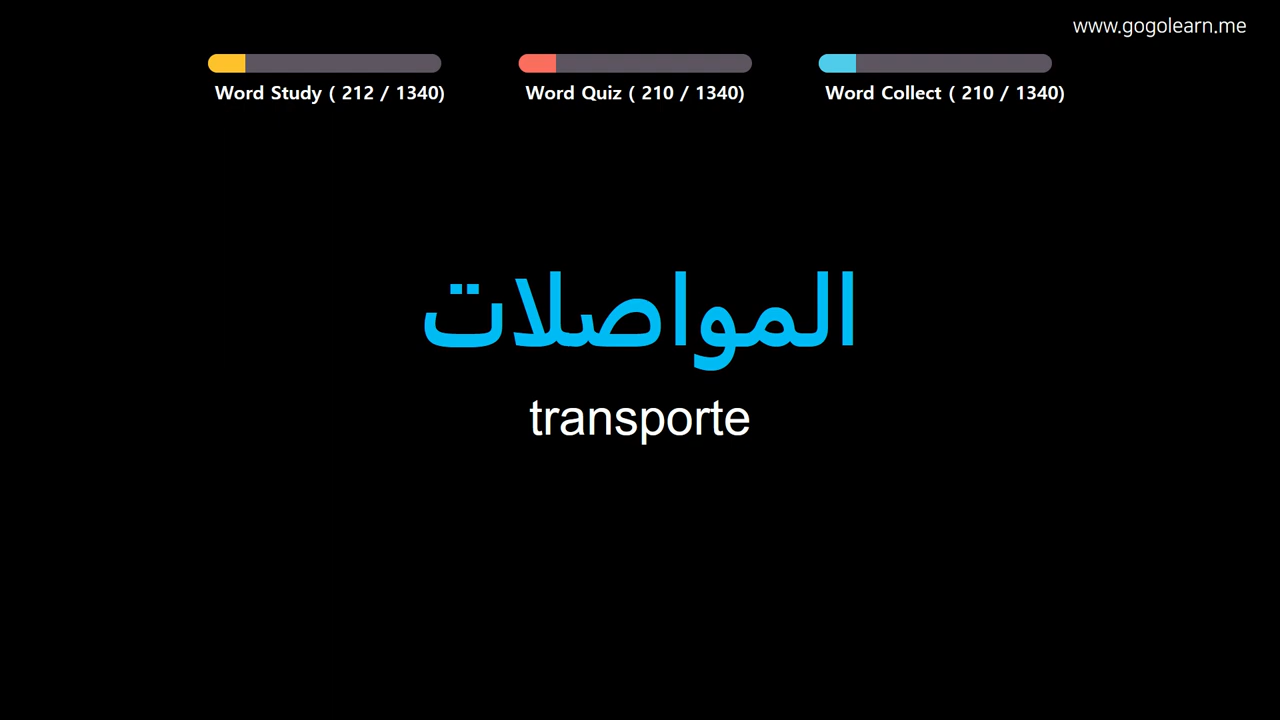 www.gogolearn.me
Word Study ( 212 / 1340)
Word Quiz ( 210 / 1340)
Word Collect ( 210 / 1340)
المواصلات
transporte